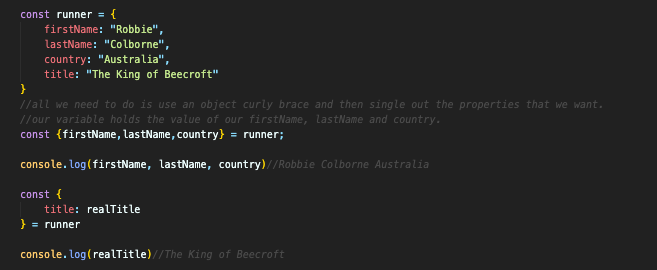 const runner = {
    firstName: "Robbie",
    lastName: "Colborne",
    country: "Australia",
    title: "The King of Beecroft"
}
//all we need to do is use an object curly brace and then single out the properties that we want.
//our variable holds the value of our firstName, lastName and country.
const {firstName,lastName,country} = runner;
console.log(firstName, lastName, country)//Robbie Colborne Australia
const {
    title: realTitle
} = runner
console.log(realTitle)//The King of Beecroft